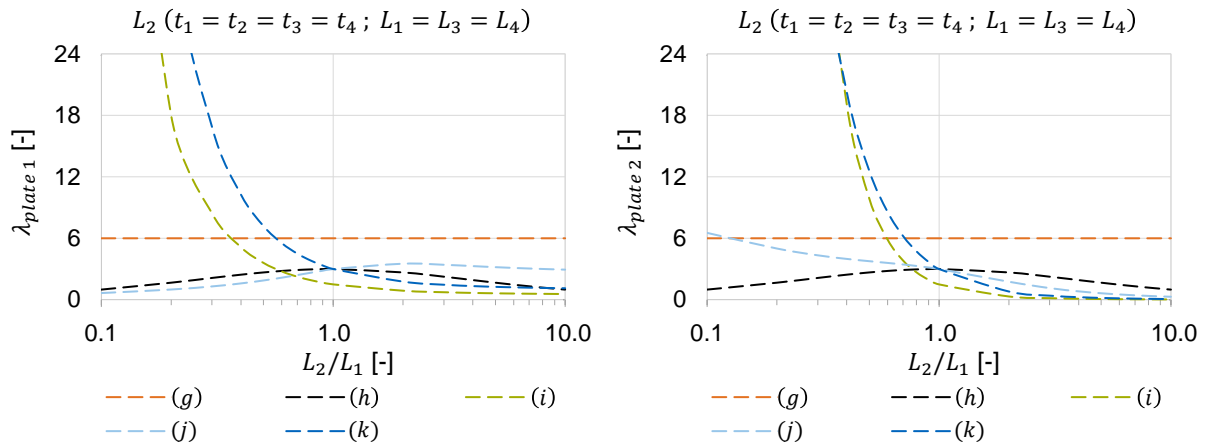 L₂ (t₁ = t₂ = t₃ = t₄ ; L₁ = L₃ = L₄)
24
18
12
6
0
λ_plate 1 [-]
0.1 1.0 10.0
L₂/L₁ [-]
(g) (h) (i)
(j) (k)
L₂ (t₁ = t₂ = t₃ = t₄ ; L₁ = L₃ = L₄)
24
18
12
6
0
λ_plate 2 [-]
0.1 1.0 10.0
L₂/L₁ [-]
(g) (h) (i)
(j) (k)